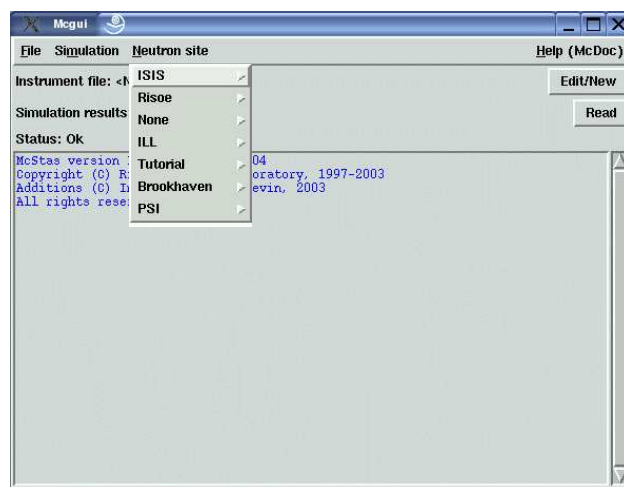 Mcgui
File Simulation Neutron site Help (McDoc)
Instrument file: <N Edit/New
Simulation results Read
Status: Ok
ISIS
Risoe
None
ILL
Tutorial
Brookhaven
PSI
McStas version 04
Copyright (C) R oratory, 1997-2003
Additions (C) I evin, 2003
All rights rese